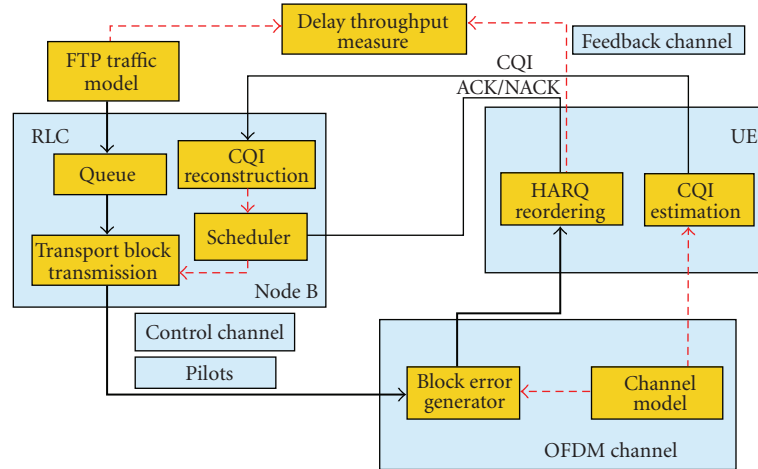 Delay throughput
measure
FTP traffic
model
Feedback channel
CQI
ACK/NACK
RLC
UE
Queue
CQI
reconstruction
HARQ
reordering
CQI
estimation
Transport block
transmission
Scheduler
Node B
Control channel
Pilots
Block error
generator
Channel
model
OFDM channel